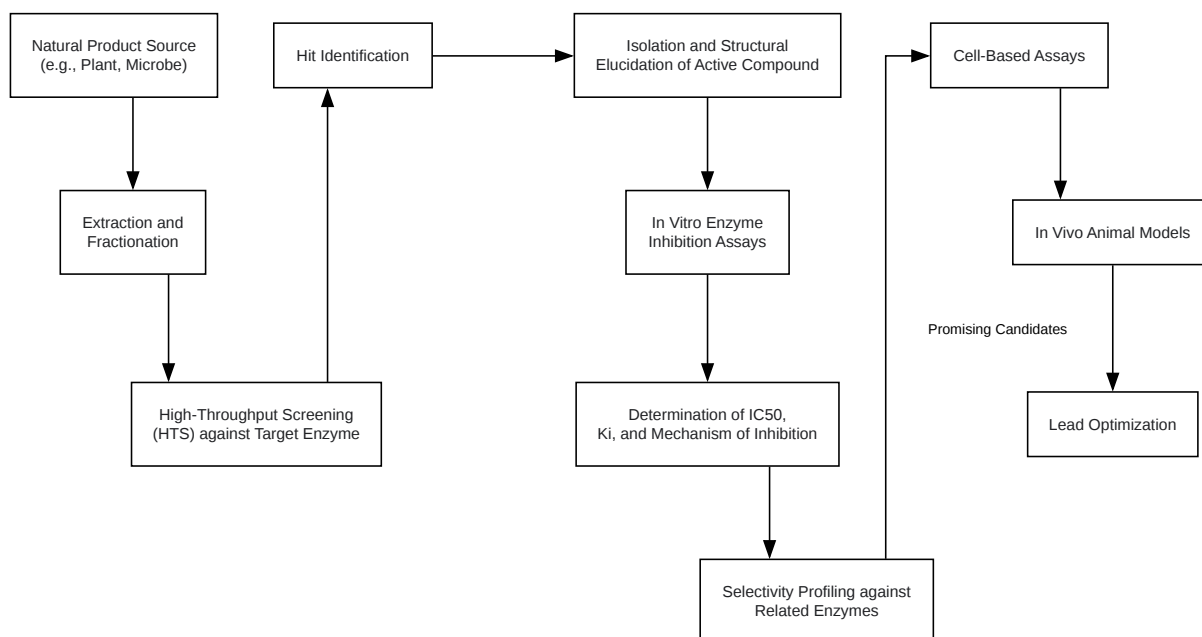 Natural Product Source
(e.g., Plant, Microbe)
Extraction and
Fractionation
High-Throughput Screening
(HTS) against Target Enzyme
Hit Identification
Isolation and Structural
Elucidation of Active Compound
In Vitro Enzyme
Inhibition Assays
Determination of IC50,
Ki, and Mechanism of Inhibition
Selectivity Profiling against
Related Enzymes
Cell-Based Assays
In Vivo Animal Models
Promising Candidates
Lead Optimization